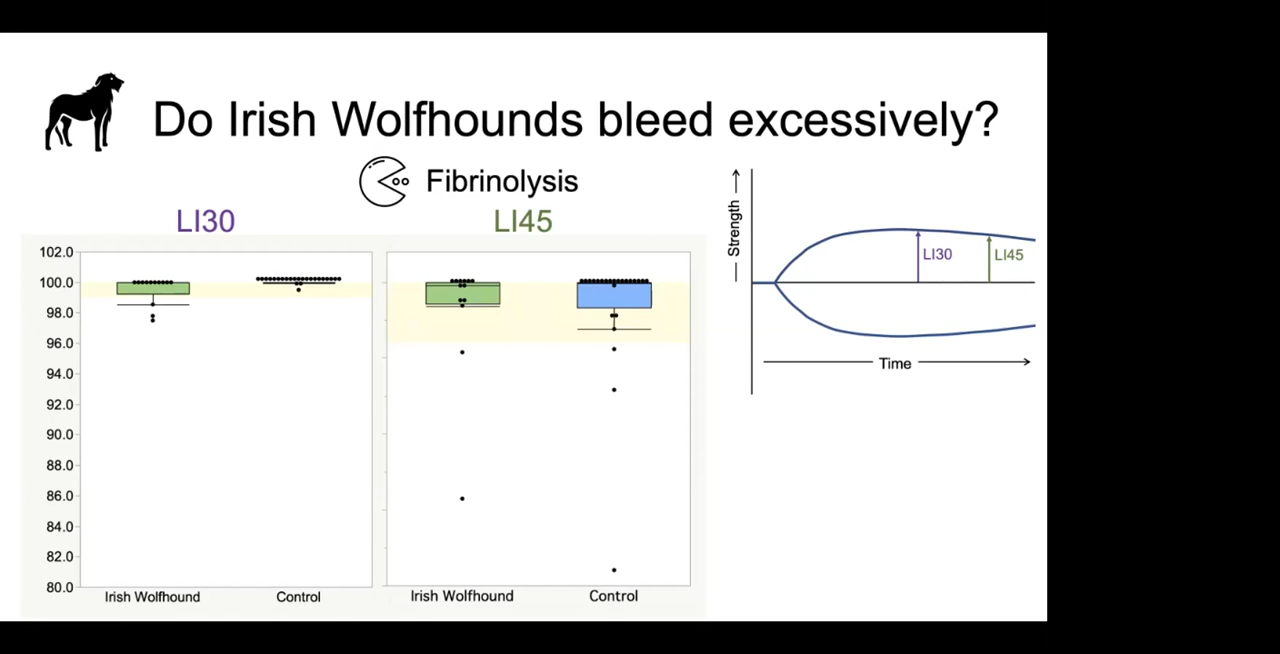 Do Irish Wolfhounds bleed excessively?
Fibrinolysis
LI30
LI45
102.0
100.0
98.0
96.0
94.0
92.0
90.0
88.0
86.0
84.0
82.0
80.0
Irish Wolfhound
Control
Irish Wolfhound
Control
Strength
LI30
LI45
Time